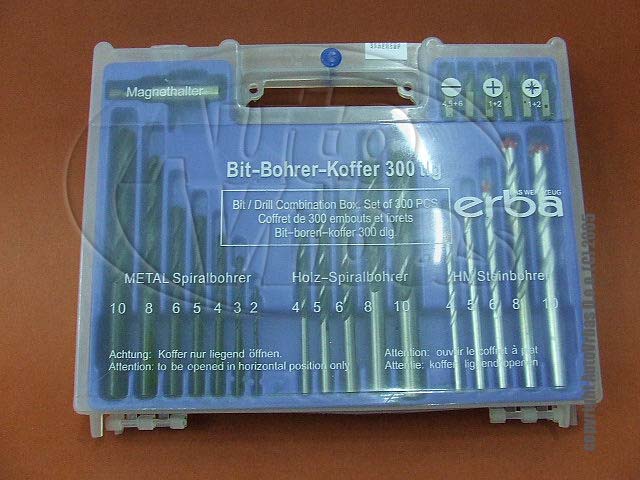 Magnethalter
4,5+6 1+2 1+2
Bit-Bohrer-Koffer 300 tlg
DAS WERKZEUG
erba
Bit / Drill Combination Box. Set of 300 PCS
Coffret de 300 embouts et forets
Bit-boren-koffer 300 dlg.
METAL Spiralbohrer Holz-Spiralbohrer HM Steinbohrer
10 8 6 5 4 3 2 4 5 6 8 10 4 5 6 8 10
Achtung: Koffer nur liegend öffnen. Attention: ouvrir le coffret à plat
Attention: to be opened in horizontal position only Attentie: koffer liggend openen